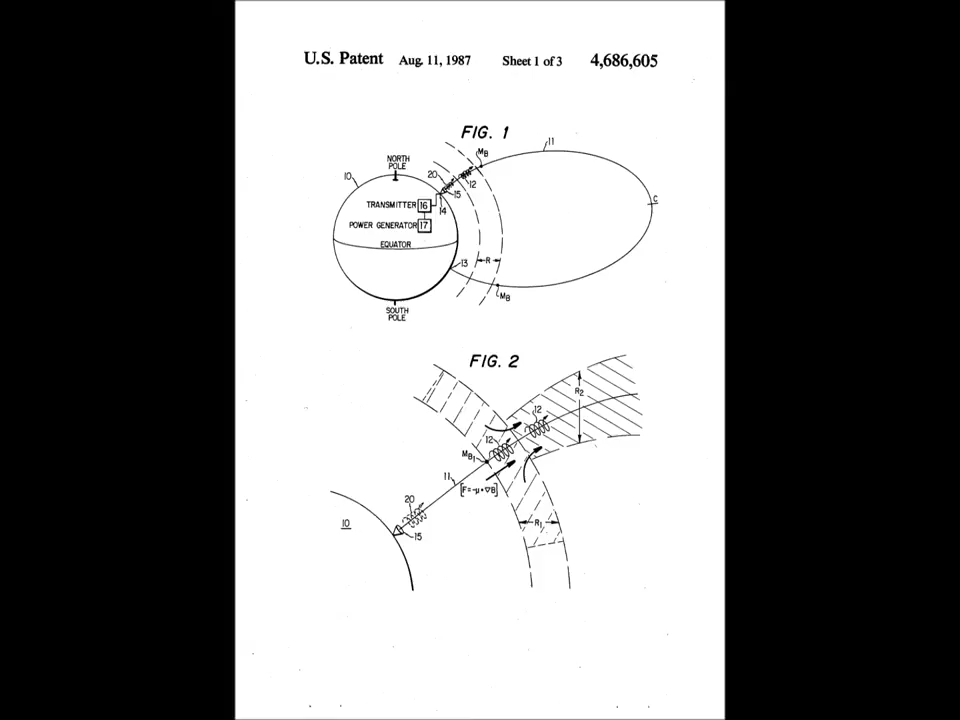 U.S. Patent Aug. 11, 1987 Sheet 1 of 3 4,686,605
FIG. 1
11
MB
NORTH
POLE
20
12
10
15
C
TRANSMITTER 16
14
POWER GENERATOR 17
EQUATOR
R
13
MB
SOUTH
POLE
FIG. 2
R2
12
12
MB1
11
[F=-μ•∇B]
20
10
15
R1